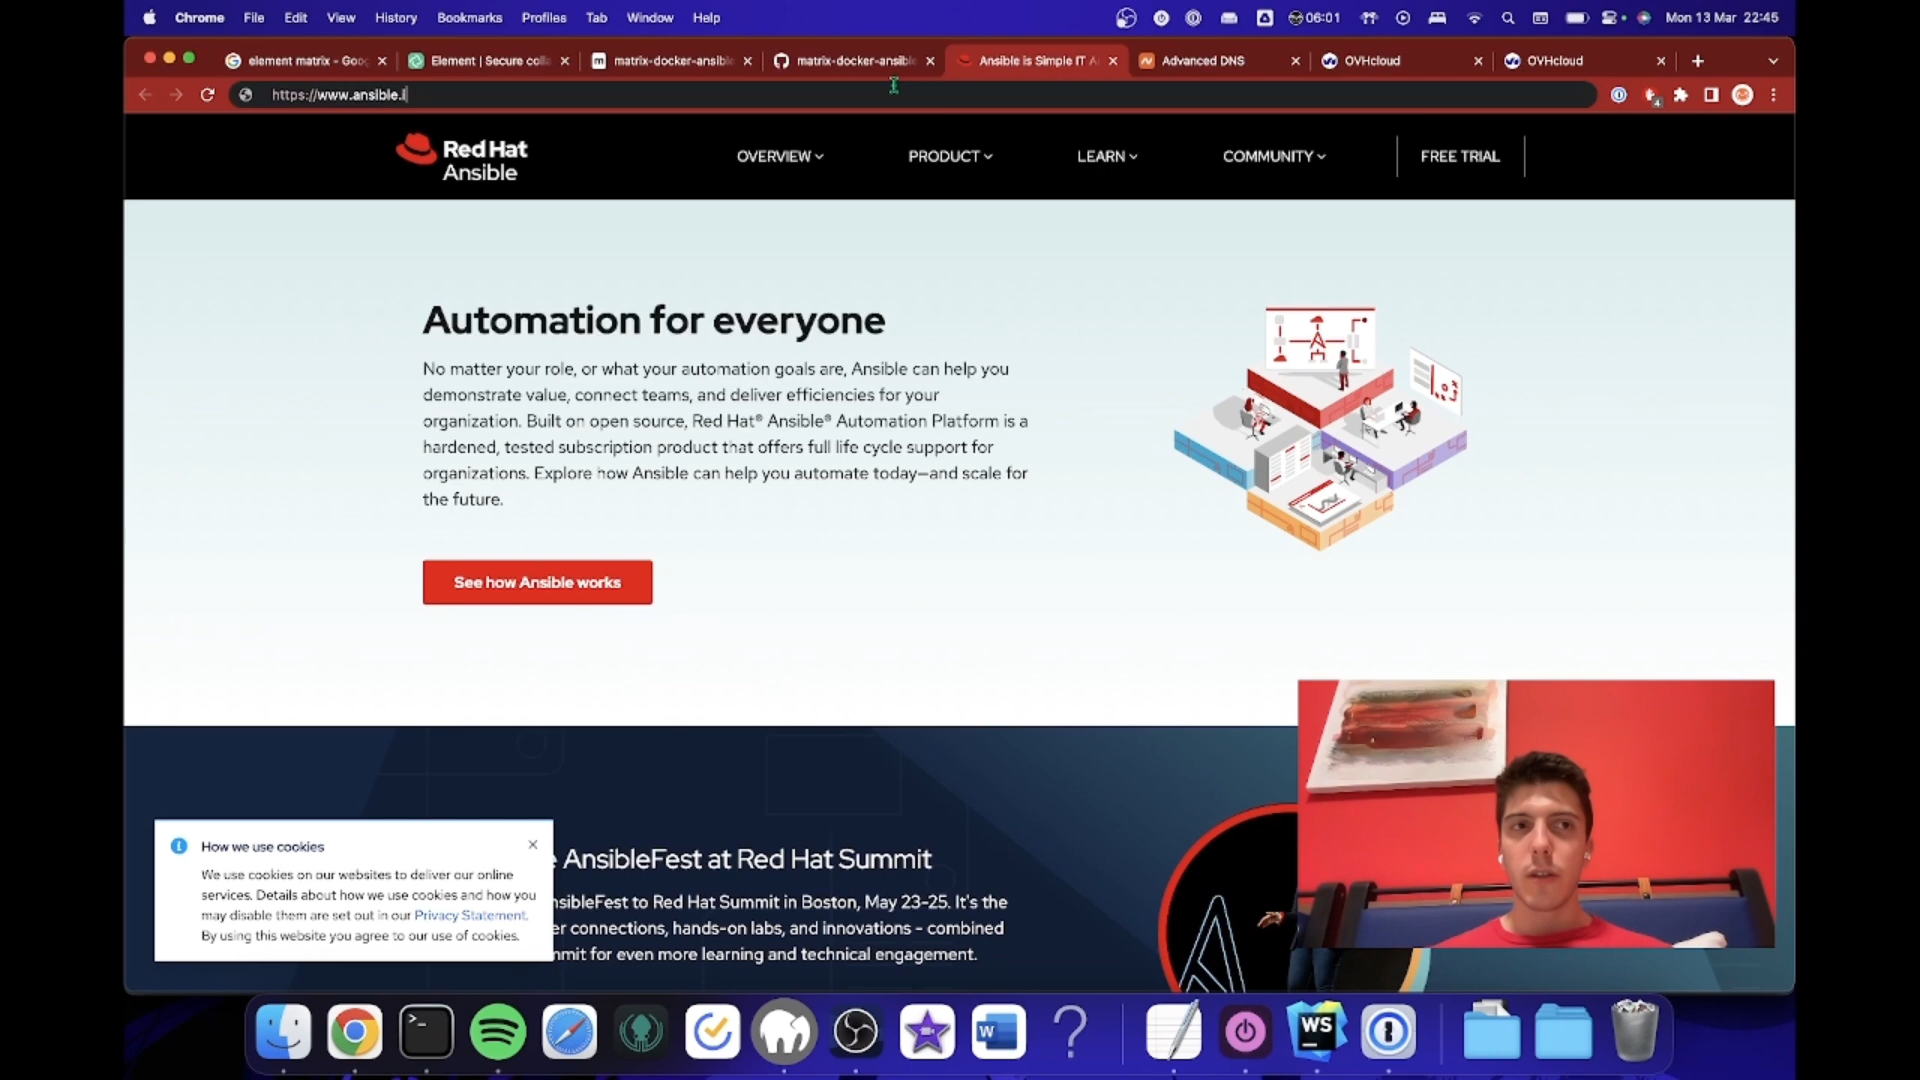 Chrome File Edit View History Bookmarks Profiles Tab Window Help 06:01 Mon 13 Mar 22:45
element matrix - Goo
Element | Secure colla
matrix-docker-ansible
matrix-docker-ansible
Ansible is Simple IT A
Advanced DNS
OVHcloud
OVHcloud
https://www.ansible.
4
Red Hat
Ansible
OVERVIEW
PRODUCT
LEARN
COMMUNITY
FREE TRIAL
Automation for everyone
No matter your role, or what your automation goals are, Ansible can help you
demonstrate value, connect teams, and deliver efficiencies for your
organization. Built on open source, Red Hat® Ansible® Automation Platform is a
hardened, tested subscription product that offers full life cycle support for
organizations. Explore how Ansible can help you automate today—and scale for
the future.
See how Ansible works
AnsibleFest at Red Hat Summit
nsibleFest to Red Hat Summit in Boston, May 23-25. It's the
er connections, hands-on labs, and innovations - combined
mmit for even more learning and technical engagement.
How we use cookies
We use cookies on our websites to deliver our online
services. Details about how we use cookies and how you
may disable them are set out in our Privacy Statement.
By using this website you agree to our use of cookies.
W
WS